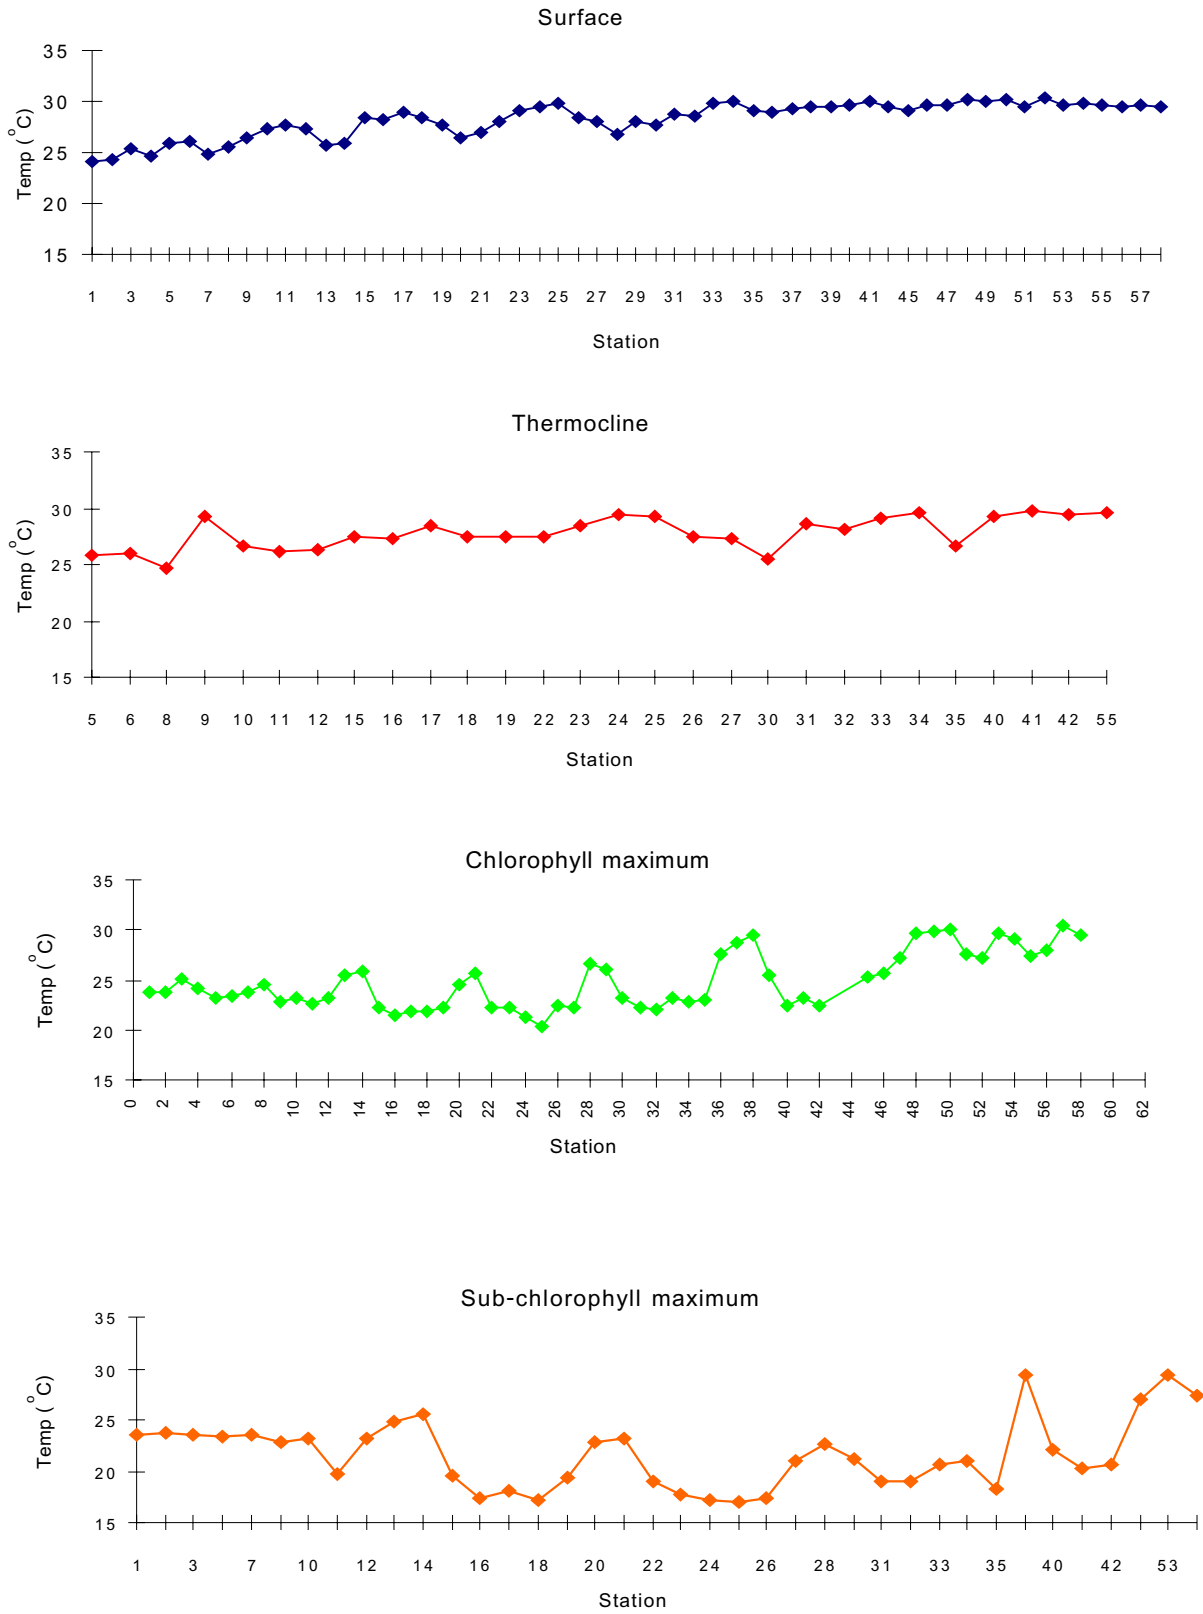 Surface
35
30
25
20
15
Temp (°C)
1 3 5 7 9 11 13 15 17 19 21 23 25 27 29 31 33 35 37 39 41 45 47 49 51 53 55 57
Station
Thermocline
35
30
25
20
15
Temp (°C)
5 6 8 9 10 11 12 15 16 17 18 19 22 23 24 25 26 27 30 31 32 33 34 35 40 41 42 55
Station
Chlorophyll maximum
35
30
25
20
15
Temp (°C)
0 2 4 6 8 10 12 14 16 18 20 22 24 26 28 30 32 34 36 38 40 42 44 46 48 50 52 54 56 58 60 62
Station
Sub-chlorophyll maximum
35
30
25
20
15
Temp (°C)
1 3 7 10 12 14 16 18 20 22 24 26 28 31 33 35 40 42 53
Station